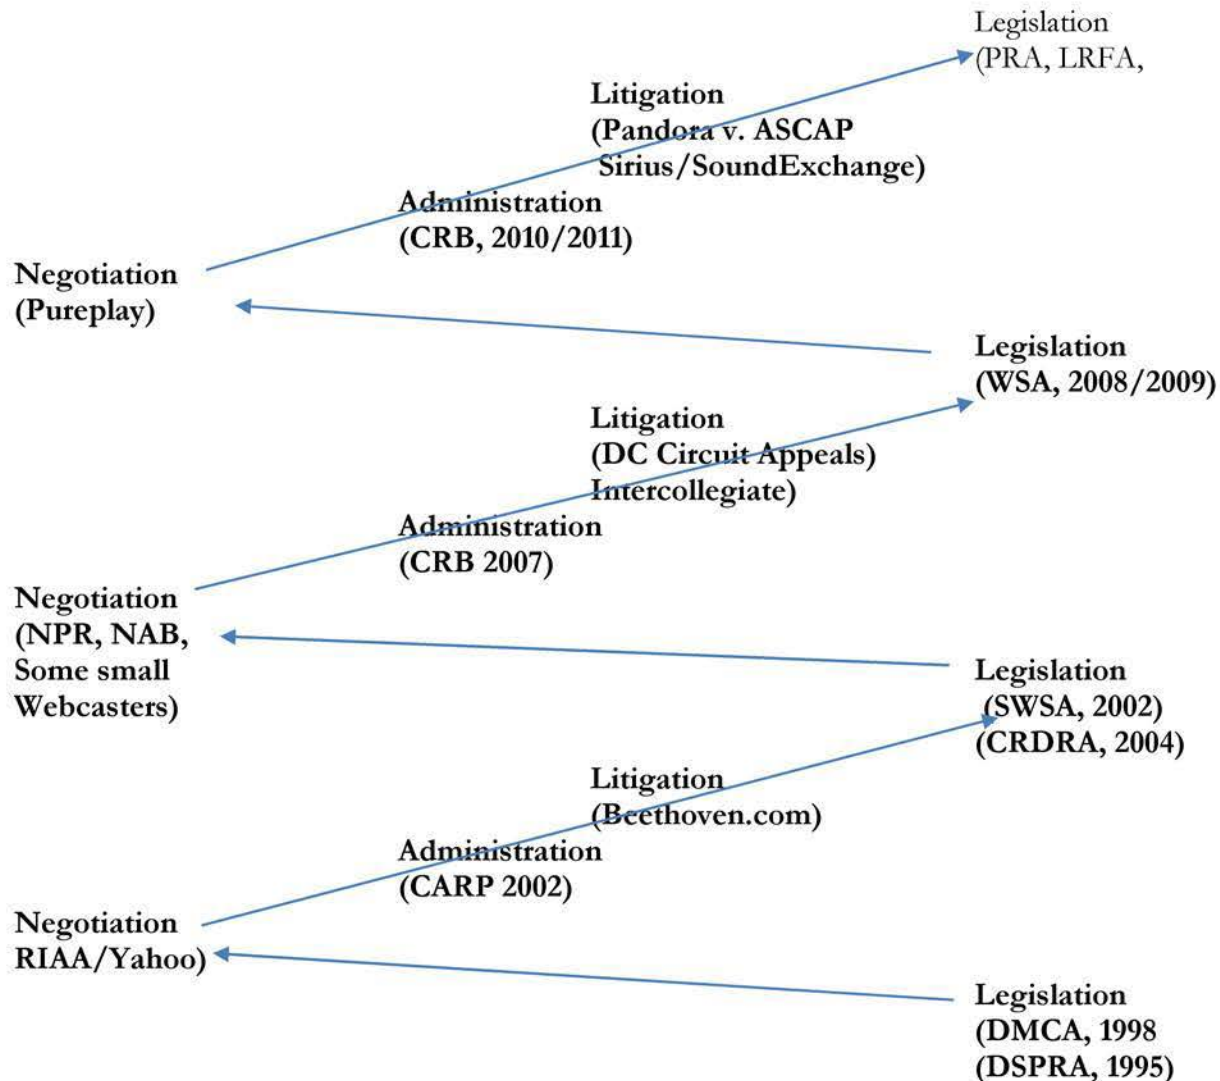 Legislation
(PRA, LRFA,
Litigation
(Pandora v. ASCAP
Sirius/SoundExchange)
Administration
(CRB, 2010/2011)
Negotiation
(Pureplay)
Legislation
(WSA, 2008/2009)
Litigation
(DC Circuit Appeals)
Intercollegiate)
Administration
(CRB 2007)
Negotiation
(NPR, NAB,
Some small
Webcasters)
Legislation
(SWSA, 2002)
(CRDRA, 2004)
Litigation
(Beethoven.com)
Administration
(CARP 2002)
Negotiation
RIAA/Yahoo)
Legislation
(DMCA, 1998
(DSPRA, 1995)